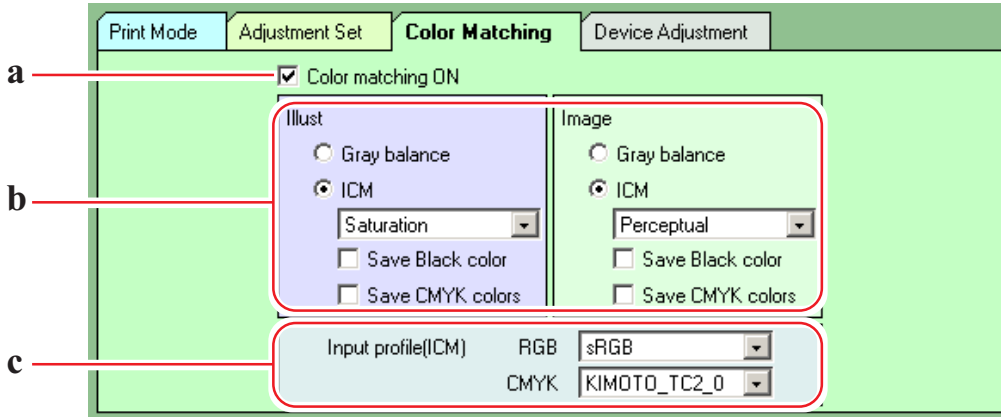 Print Mode Adjustment Set Color Matching Device Adjustment
a Color matching ON
Illust Image
Gray balance Gray balance
b ICM ICM
Saturation Perceptual
Save Black color Save Black color
Save CMYK colors Save CMYK colors
c Input profile(ICM) RGB sRGB
CMYK KIMOTO_TC2_0